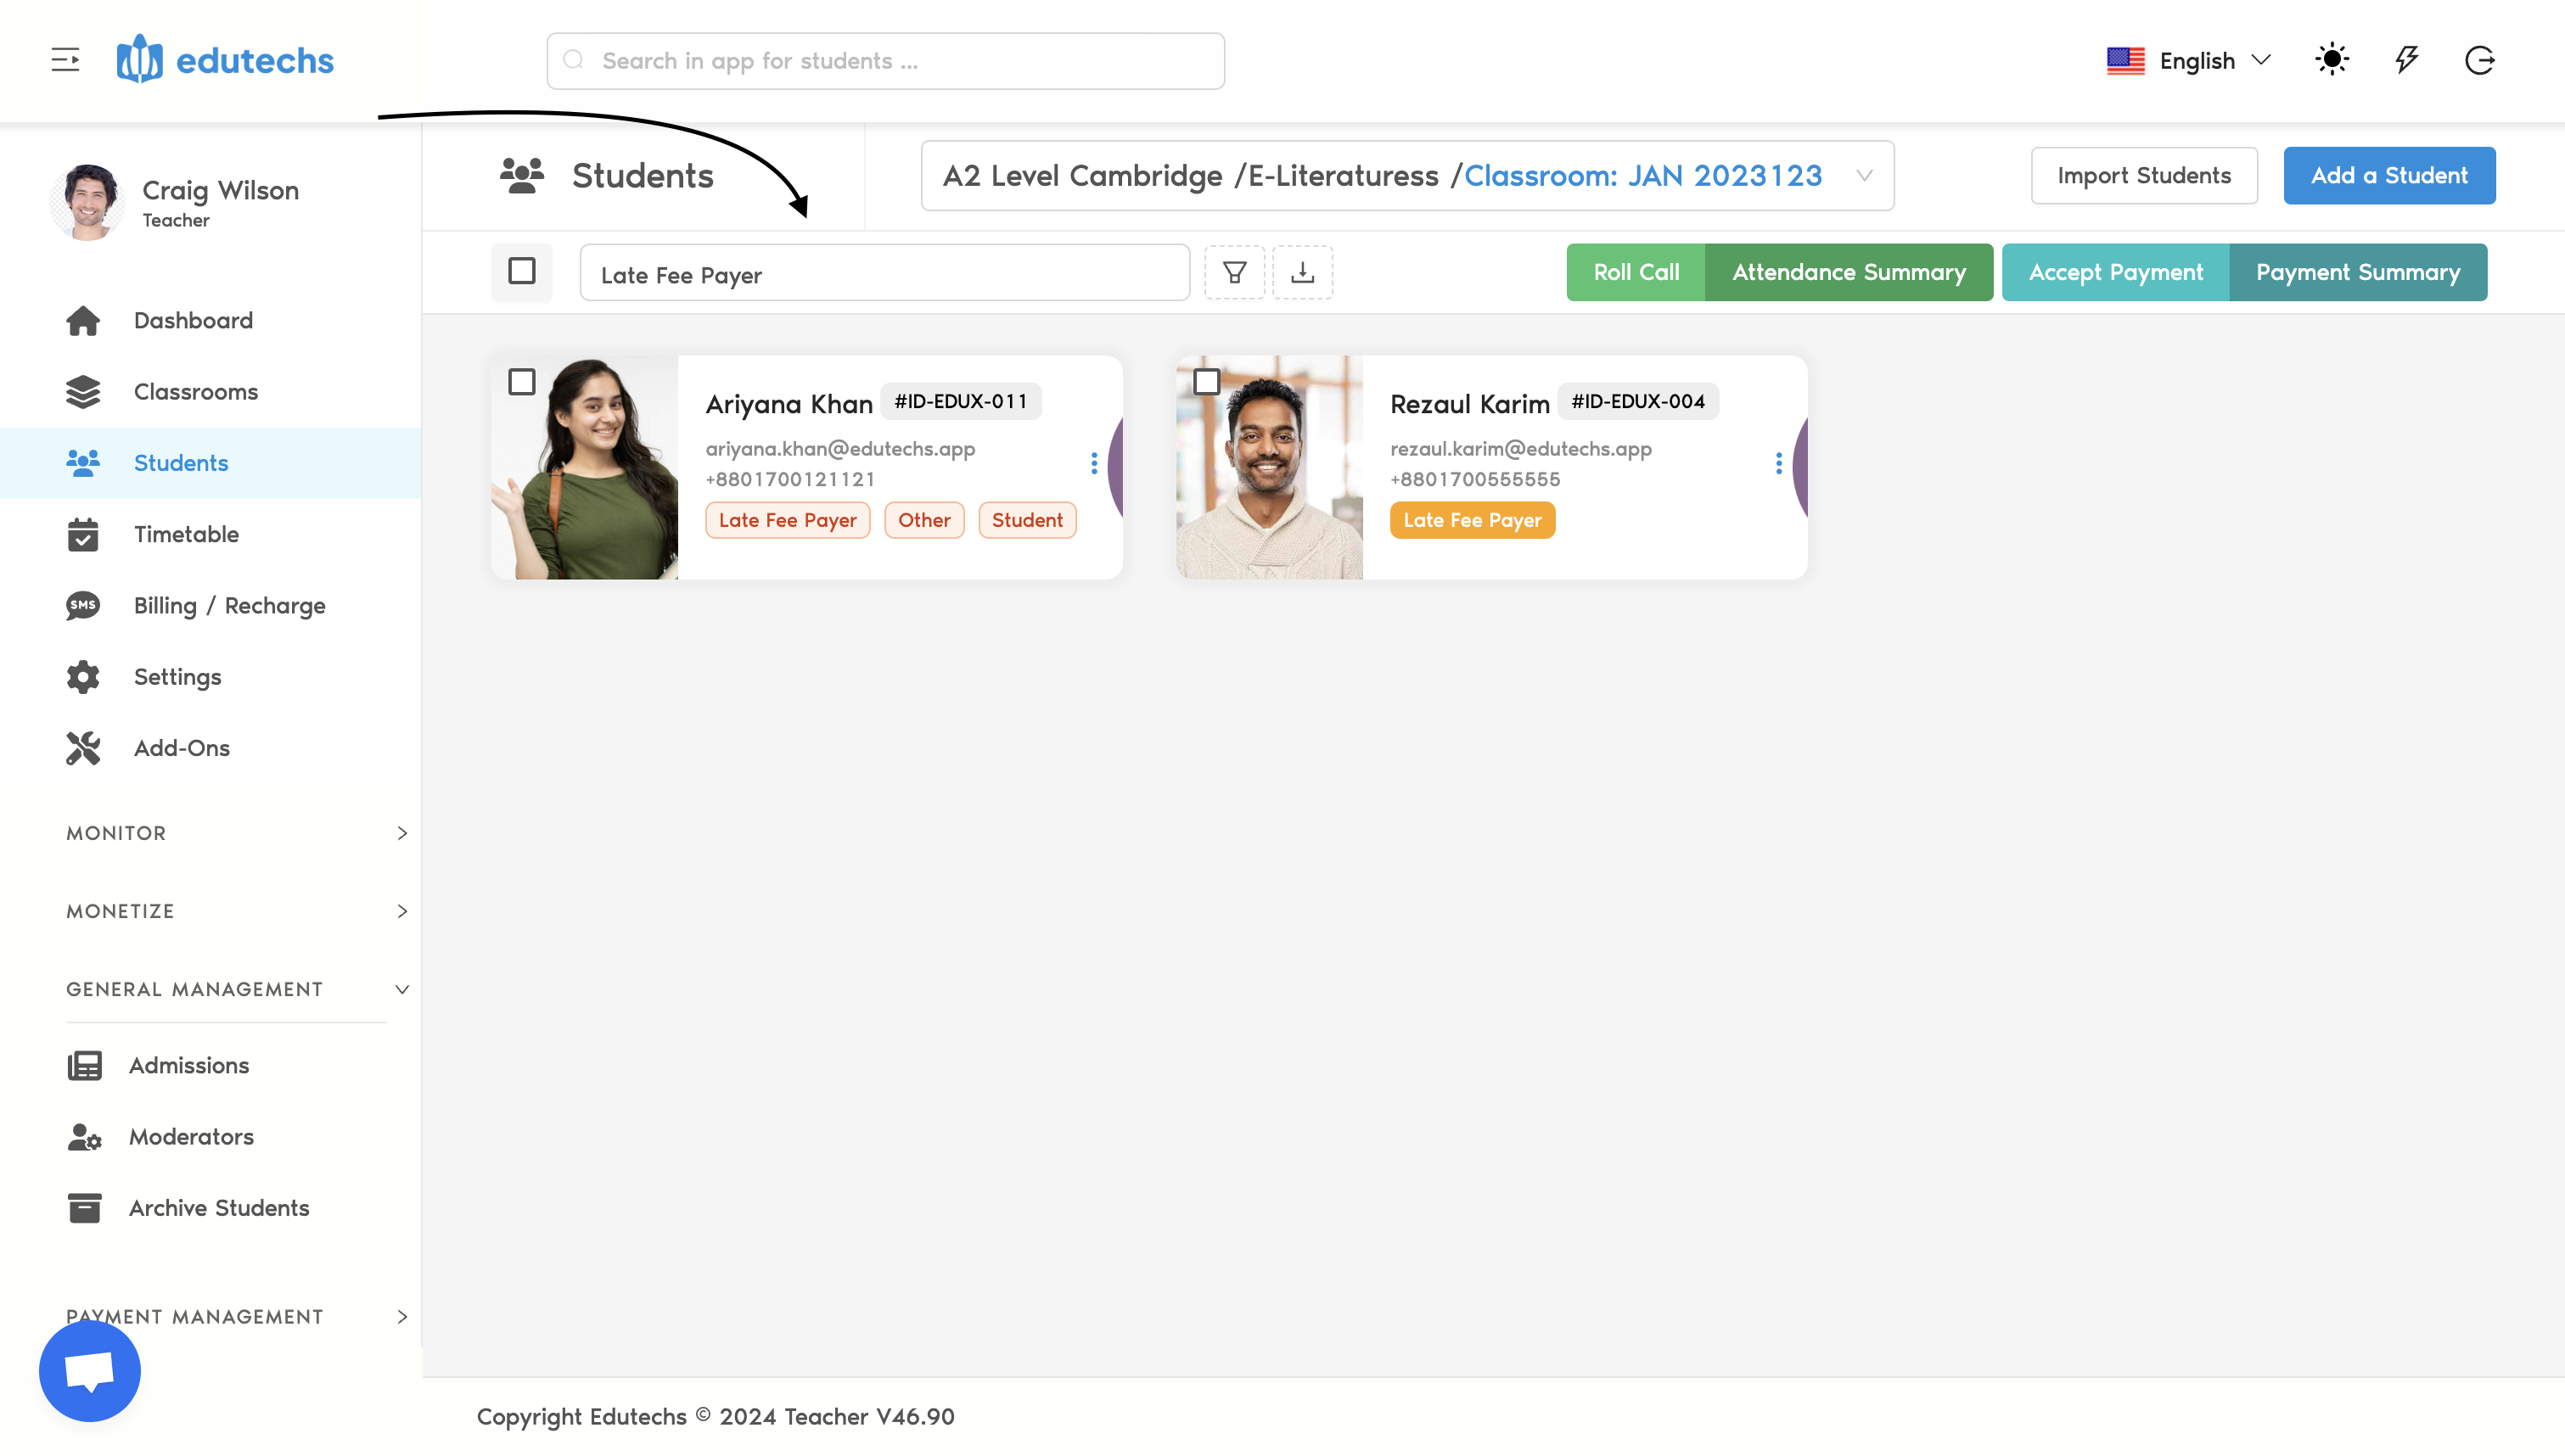 edutechs
Search in app for students ...
English
Craig Wilson
Teacher
Students
A2 Level Cambridge /E-Literaturess /Classroom: JAN 2023123
Import Students
Add a Student
Late Fee Payer
Roll Call
Attendance Summary
Accept Payment
Payment Summary
Dashboard
Classrooms
Students
Timetable
SMS
Billing / Recharge
Settings
Add-Ons
MONITOR
MONETIZE
GENERAL MANAGEMENT
Admissions
Moderators
Archive Students
PAYMENT MANAGEMENT
Ariyana Khan #ID-EDUX-011
ariyana.khan@edutechs.app
+8801700121121
Late Fee Payer Other Student
Rezaul Karim #ID-EDUX-004
rezaul.karim@edutechs.app
+8801700555555
Late Fee Payer
Copyright Edutechs © 2024 Teacher V46.90